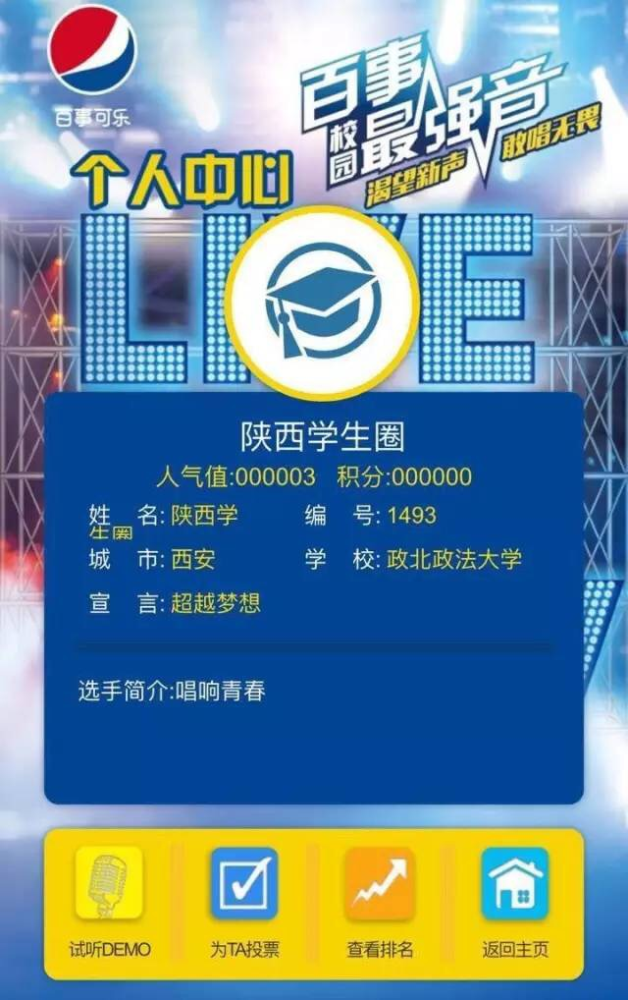 百事可乐
百事
校园
最强音
渴望新声
敢唱无畏
个人中心
LIVE
陕西学生圈
人气值:000003 积分:000000
姓 名: 陕西学生圈
编 号: 1493
城 市: 西安
学 校: 政北政法大学
宣 言: 超越梦想
选手简介:唱响青春
试听DEMO
为TA投票
查看排名
返回主页